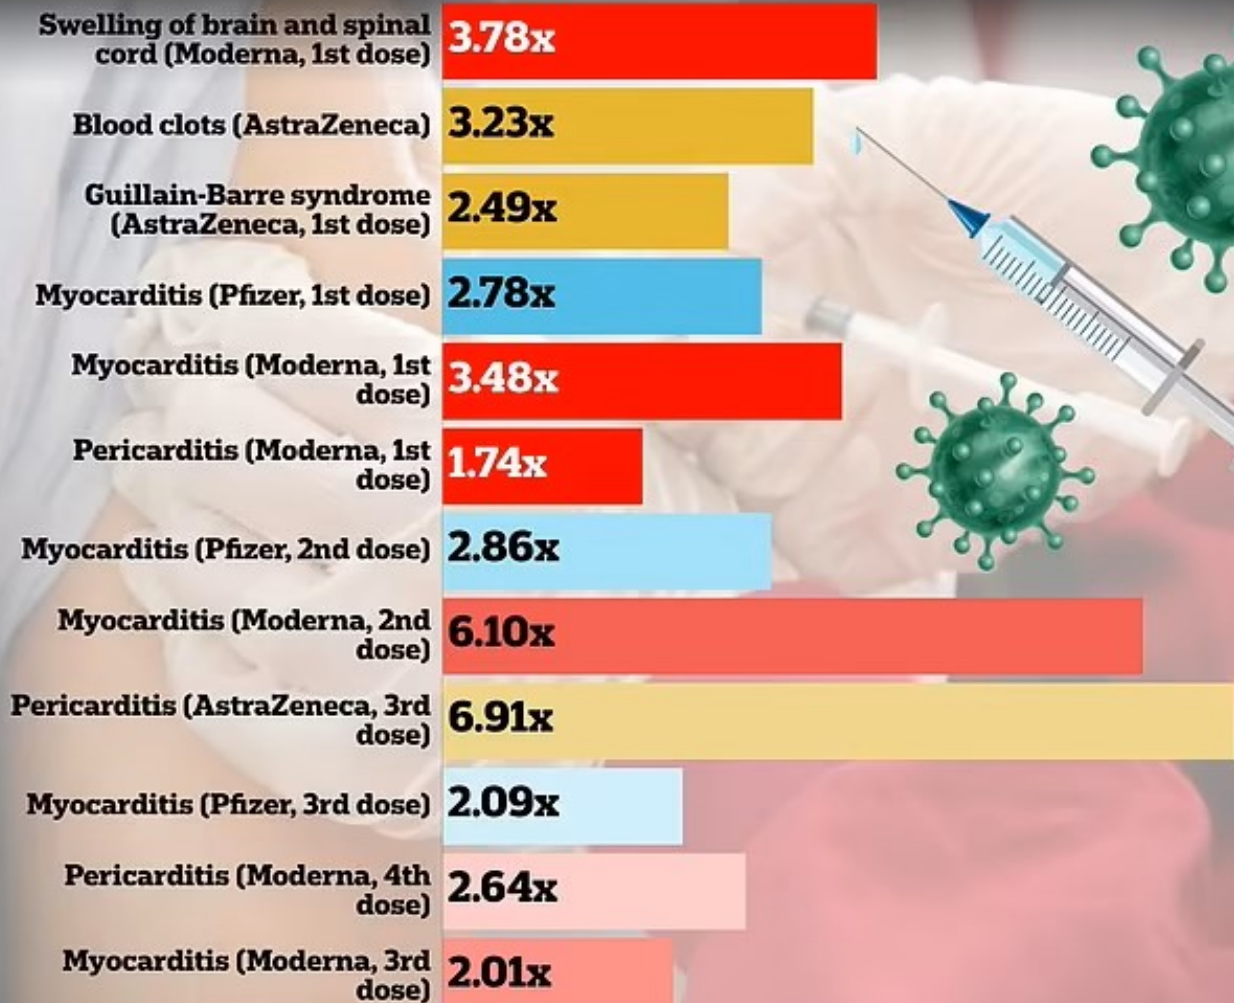 Swelling of brain and spinal
cord (Moderna, 1st dose)
3.78x
Blood clots (AstraZeneca)
3.23x
Guillain-Barre syndrome
(AstraZeneca, 1st dose)
2.49x
Myocarditis (Pfizer, 1st dose)
2.78x
Myocarditis (Moderna, 1st
dose)
3.48x
Pericarditis (Moderna, 1st
dose)
1.74x
Myocarditis (Pfizer, 2nd dose)
2.86x
Myocarditis (Moderna, 2nd
dose)
6.10x
Pericarditis (AstraZeneca, 3rd
dose)
6.91x
Myocarditis (Pfizer, 3rd dose)
2.09x
Pericarditis (Moderna, 4th
dose)
2.64x
Myocarditis (Moderna, 3rd
dose)
2.01x